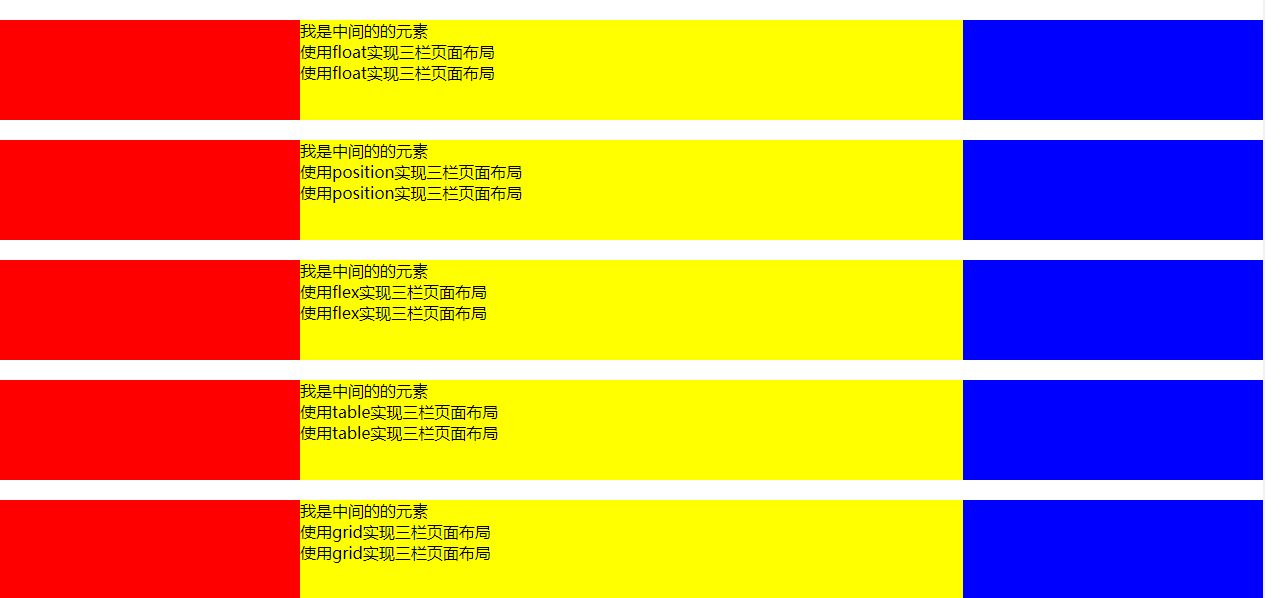 我是中间的的元素
使用float实现三栏页面布局
使用float实现三栏页面布局
我是中间的的元素
使用position实现三栏页面布局
使用position实现三栏页面布局
我是中间的的元素
使用flex实现三栏页面布局
使用flex实现三栏页面布局
我是中间的的元素
使用table实现三栏页面布局
使用table实现三栏页面布局
我是中间的的元素
使用grid实现三栏页面布局
使用grid实现三栏页面布局